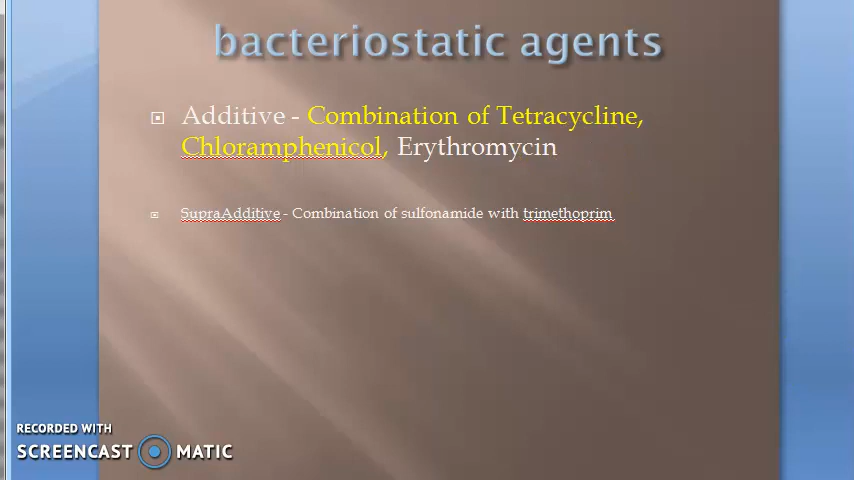 bacteriostatic agents
Additive - Combination of Tetracycline,
Chloramphenicol, Erythromycin
SupraAdditive - Combination of sulfonamide with trimethoprim
RECORDED WITH
SCREENCAST MATIC